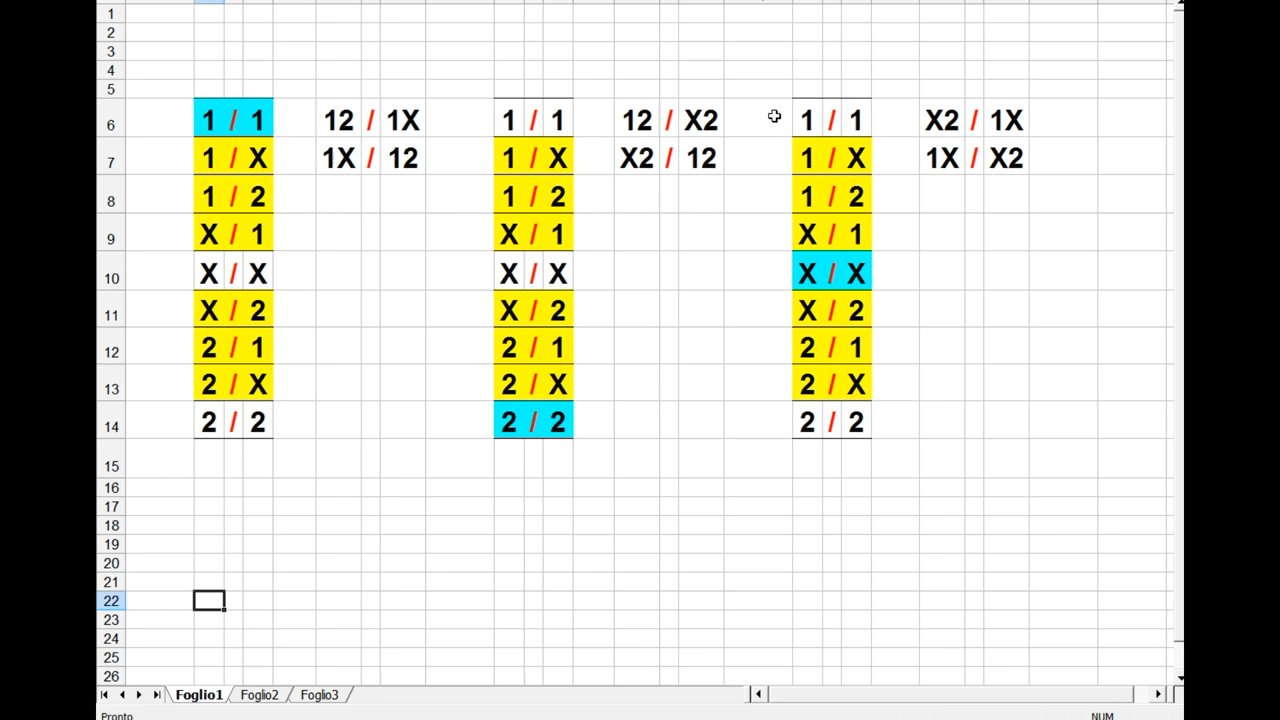 1
2
3
4
5
6 1 / 1 12 / 1X 1 / 1 12 / X2 1 / 1 X2 / 1X
7 1 / X 1X / 12 1 / X X2 / 12 1 / X 1X / X2
8 1 / 2 1 / 2 1 / 2
9 X / 1 X / 1 X / 1
10 X / X X / X X / X
11 X / 2 X / 2 X / 2
12 2 / 1 2 / 1 2 / 1
13 2 / X 2 / X 2 / X
14 2 / 2 2 / 2 2 / 2
15
16
17
18
19
20
21
22
23
24
25
26
Foglio1 Foglio2 Foglio3
Pronto NUM